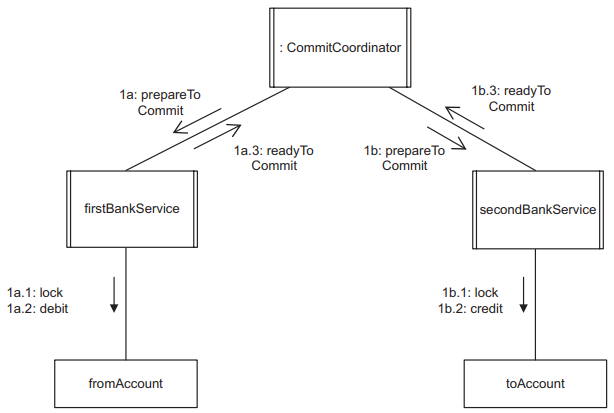 : CommitCoordinator
1a: prepareTo
Commit
1b.3: readyTo
Commit
1a.3: readyTo
Commit
1b: prepareTo
Commit
firstBankService
secondBankService
1a.1: lock
1a.2: debit
1b.1: lock
1b.2: credit
fromAccount
toAccount